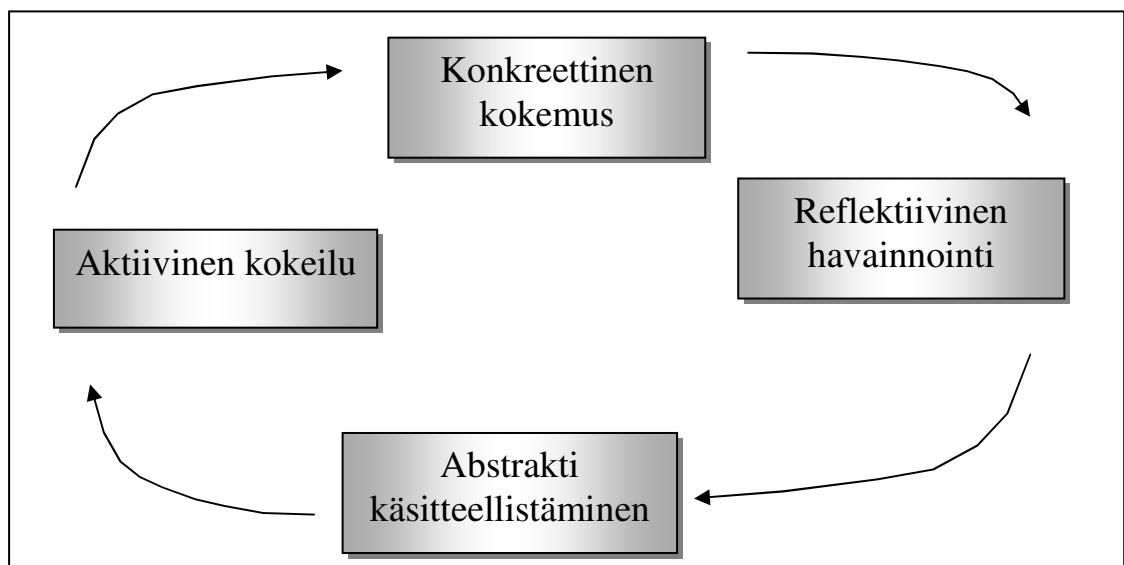 Konkreettinen
kokemus
Reflektiivinen
havainnointi
Aktiivinen kokeilu
Abstrakti
käsitteellistäminen